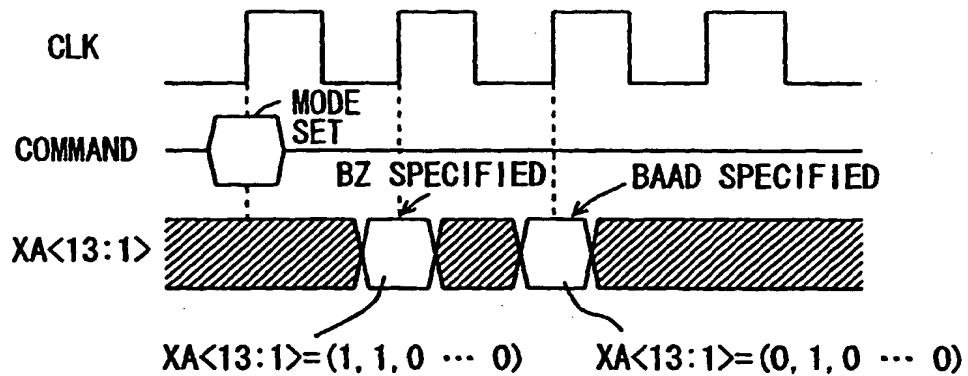 CLK
MODE
SET
COMMAND
BZ SPECIFIED
BAAD SPECIFIED
XA<13:1>
XA<13:1>=(1, 1, 0 ··· 0)
XA<13:1>=(0, 1, 0 ··· 0)